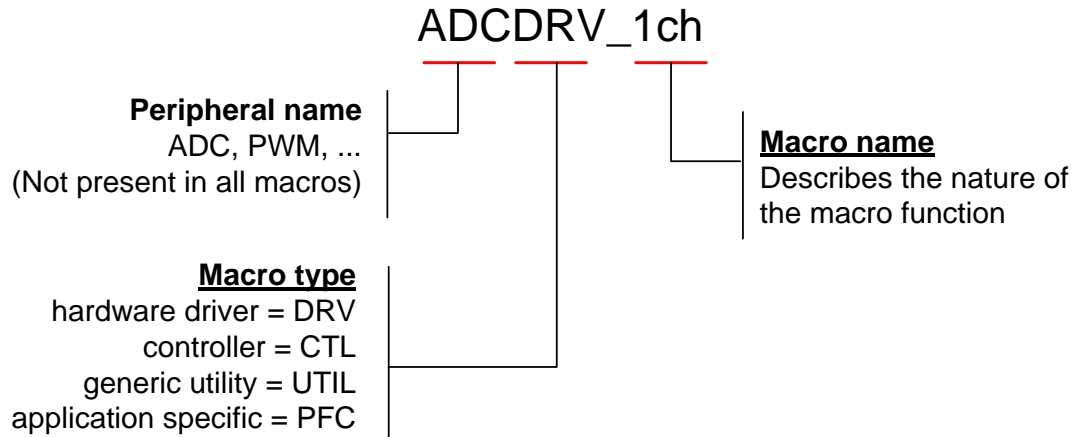 ADCDRV_1ch
Peripheral name
ADC, PWM, ...
(Not present in all macros)
Macro name
Describes the nature of
the macro function
Macro type
hardware driver = DRV
controller = CTL
generic utility = UTIL
application specific = PFC